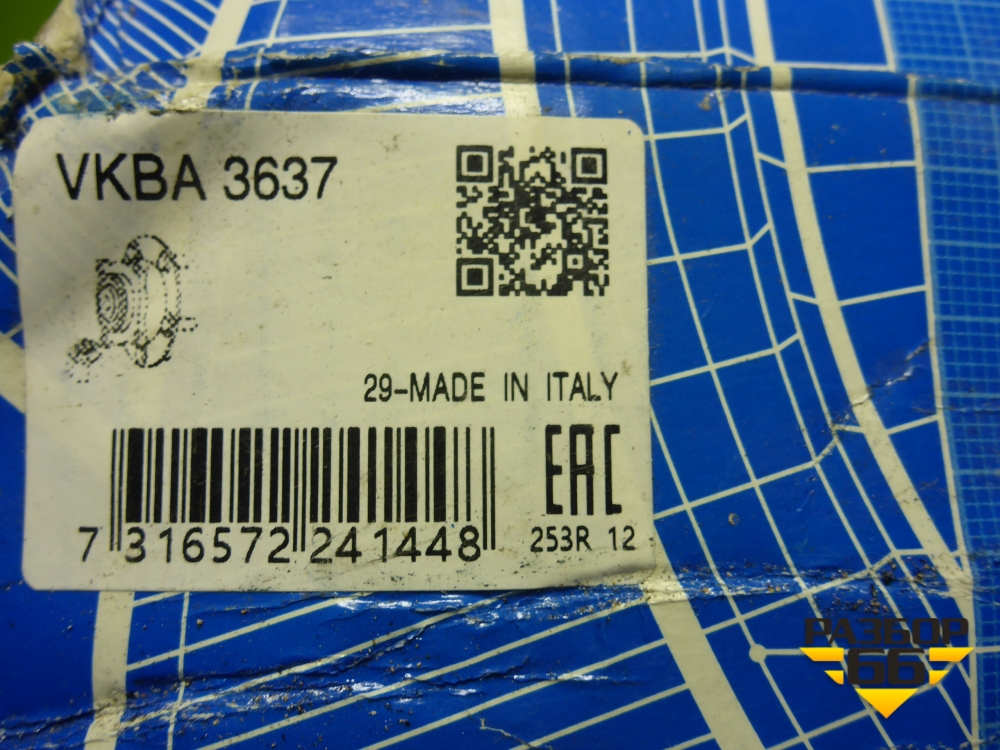 VKBA 3637
29-MADE IN ITALY
EAC
7 316572 241448
253R 12
РАЗБОР
66